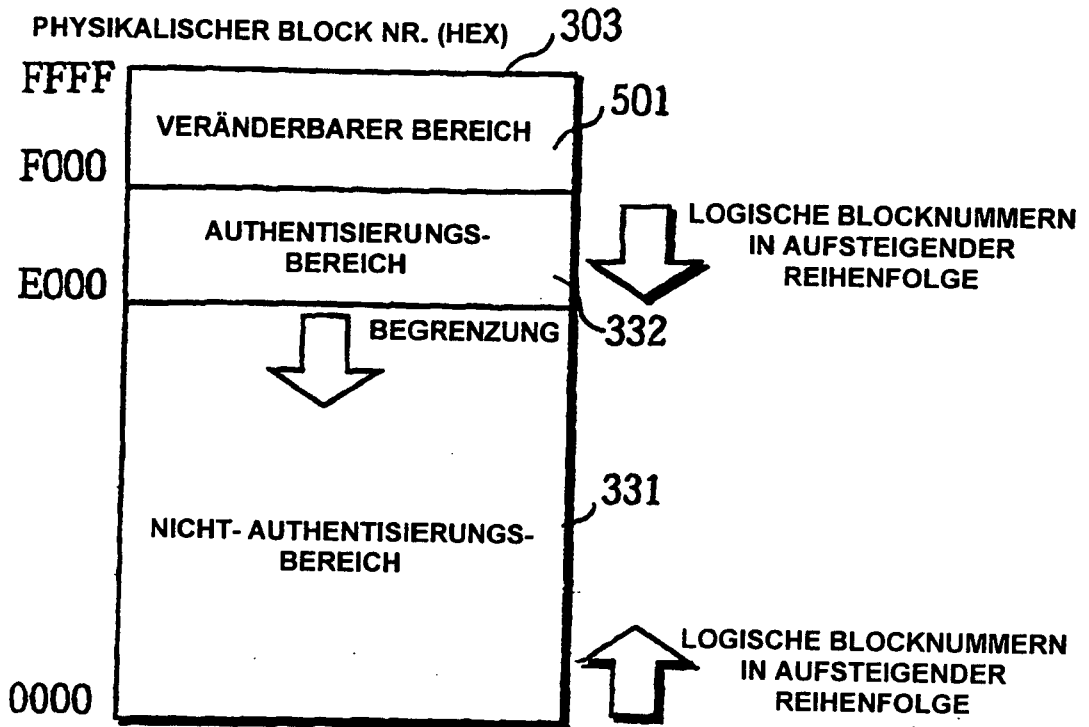 PHYSIKALISCHER BLOCK NR. (HEX)
303
FFFF
501
VERÄNDERBARER BEREICH
F000
LOGISCHE BLOCKNUMMERN
IN AUFSTEIGENDER
REIHENFOLGE
AUTHENTISIERUNGS-
BEREICH
E000
BEGRENZUNG
332
331
NICHT- AUTHENTISIERUNGS-
BEREICH
LOGISCHE BLOCKNUMMERN
IN AUFSTEIGENDER
REIHENFOLGE
0000